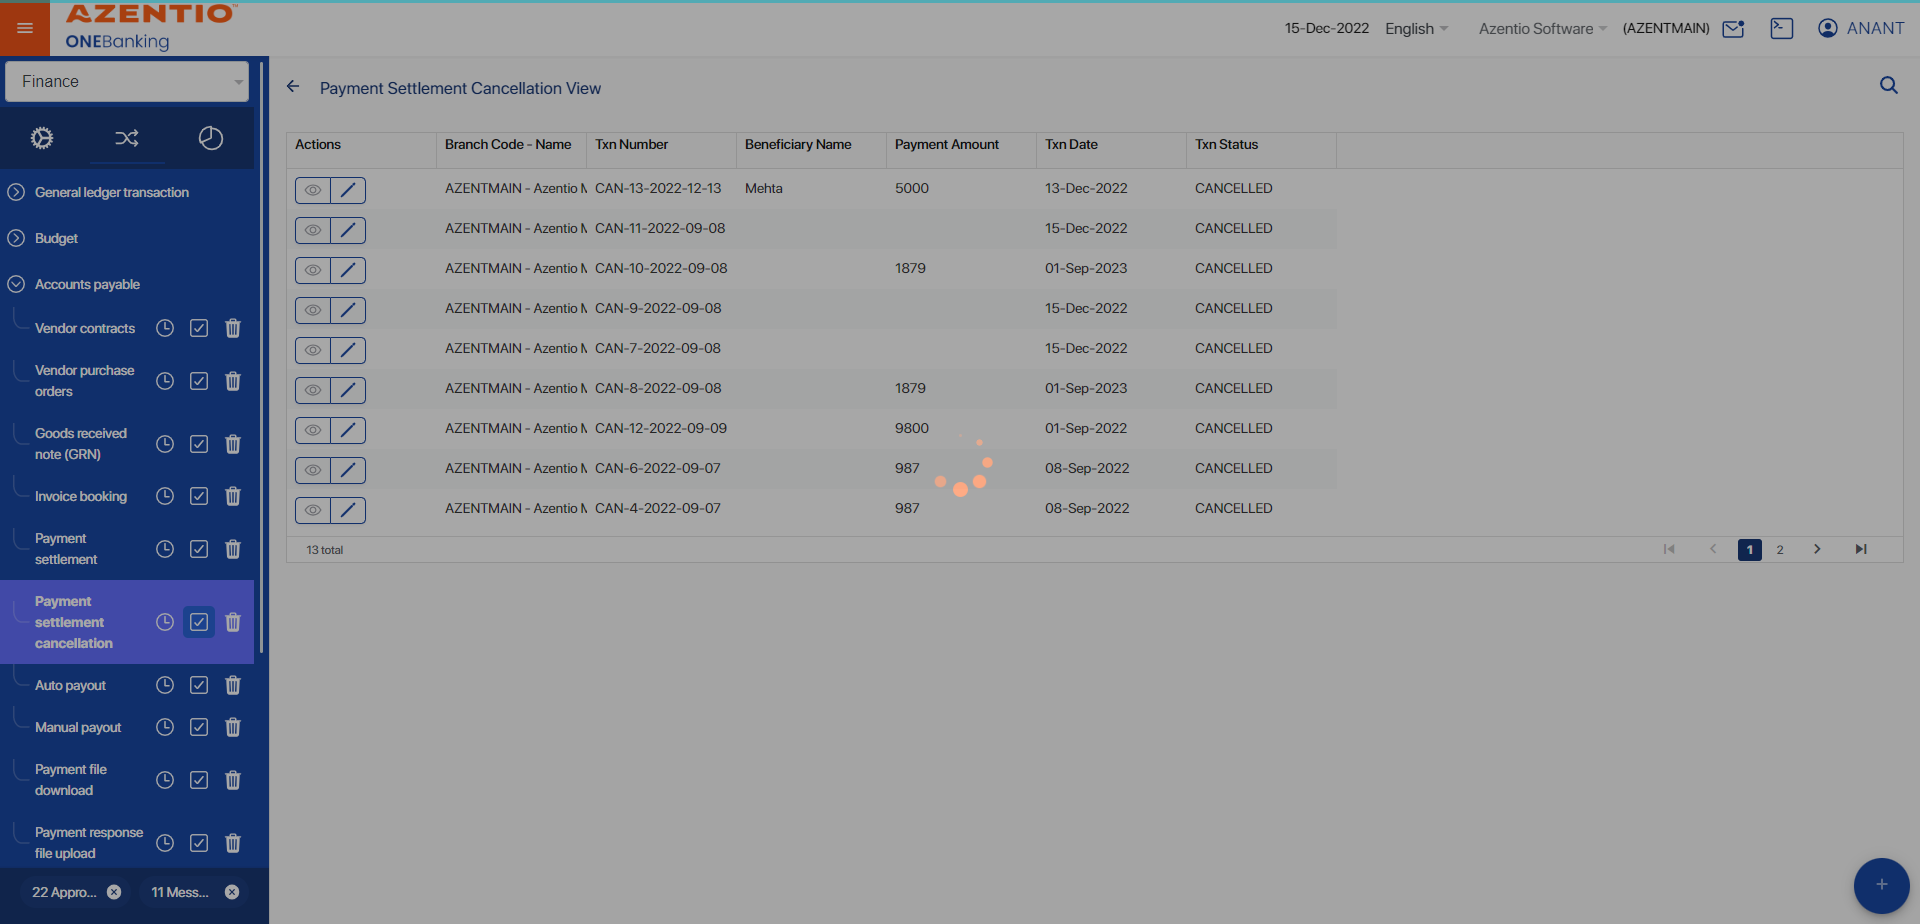 AZENTIO™
ONEBanking
15-Dec-2022 English Azentio Software (AZENTMAIN) ANANT
Finance
General ledger transaction
Budget
Accounts payable
Vendor contracts
Vendor purchase
orders
Goods received
note (GRN)
Invoice booking
Payment
settlement
Payment
settlement
cancellation
Auto payout
Manual payout
Payment file
download
Payment response
file upload
22 Appro... 11 Mess...
Payment Settlement Cancellation View
Actions Branch Code - Name Txn Number Beneficiary Name Payment Amount Txn Date Txn Status
AZENTMAIN - Azentio M CAN-13-2022-12-13 Mehta 5000 13-Dec-2022 CANCELLED
AZENTMAIN - Azentio M CAN-11-2022-09-08 15-Dec-2022 CANCELLED
AZENTMAIN - Azentio M CAN-10-2022-09-08 1879 01-Sep-2023 CANCELLED
AZENTMAIN - Azentio M CAN-9-2022-09-08 15-Dec-2022 CANCELLED
AZENTMAIN - Azentio M CAN-7-2022-09-08 15-Dec-2022 CANCELLED
AZENTMAIN - Azentio M CAN-8-2022-09-08 1879 01-Sep-2023 CANCELLED
AZENTMAIN - Azentio M CAN-12-2022-09-09 9800 01-Sep-2022 CANCELLED
AZENTMAIN - Azentio M CAN-6-2022-09-07 987 08-Sep-2022 CANCELLED
AZENTMAIN - Azentio M CAN-4-2022-09-07 987 08-Sep-2022 CANCELLED
13 total 1 2